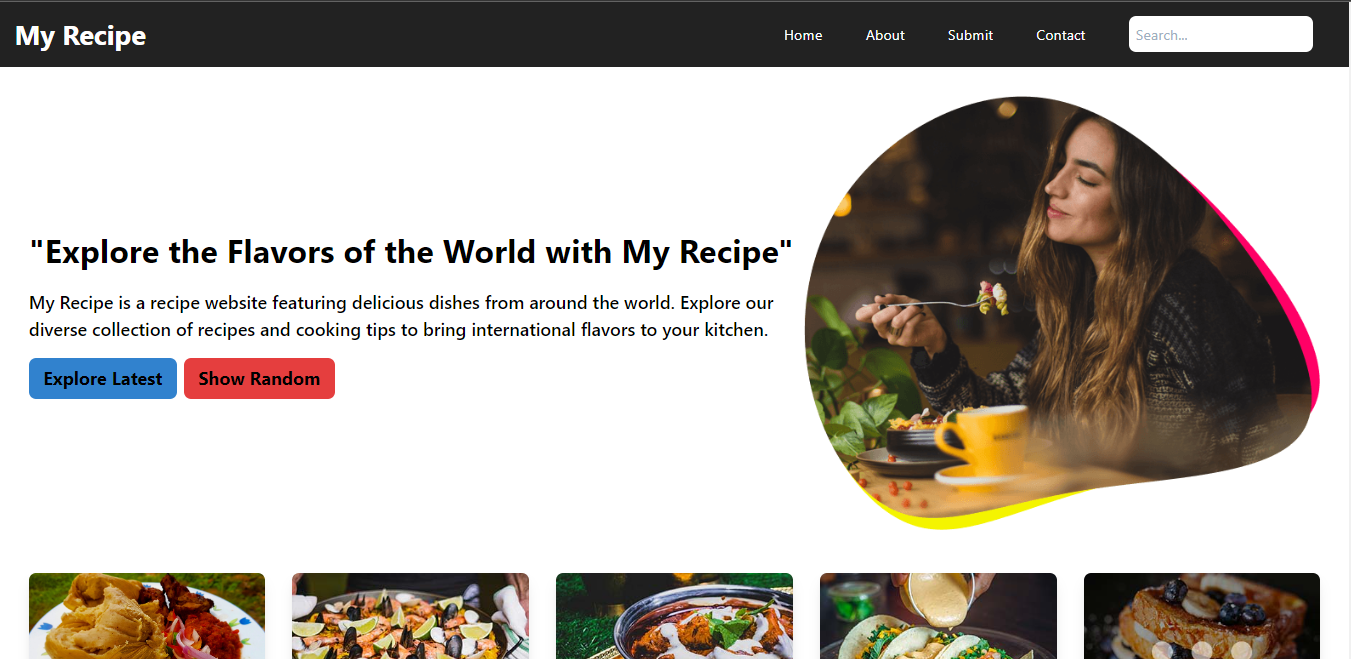 My Recipe
Home
About
Submit
Contact
Search...
"Explore the Flavors of the World with My Recipe"
My Recipe is a recipe website featuring delicious dishes from around the world. Explore our
diverse collection of recipes and cooking tips to bring international flavors to your kitchen.
Explore Latest
Show Random